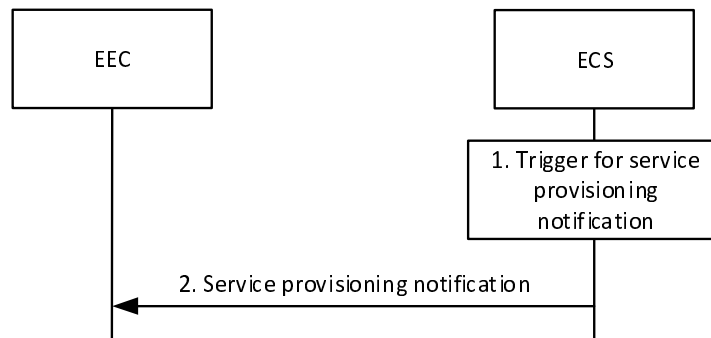 EEC
ECS
1. Trigger for service
provisioning
notification
2. Service provisioning notification